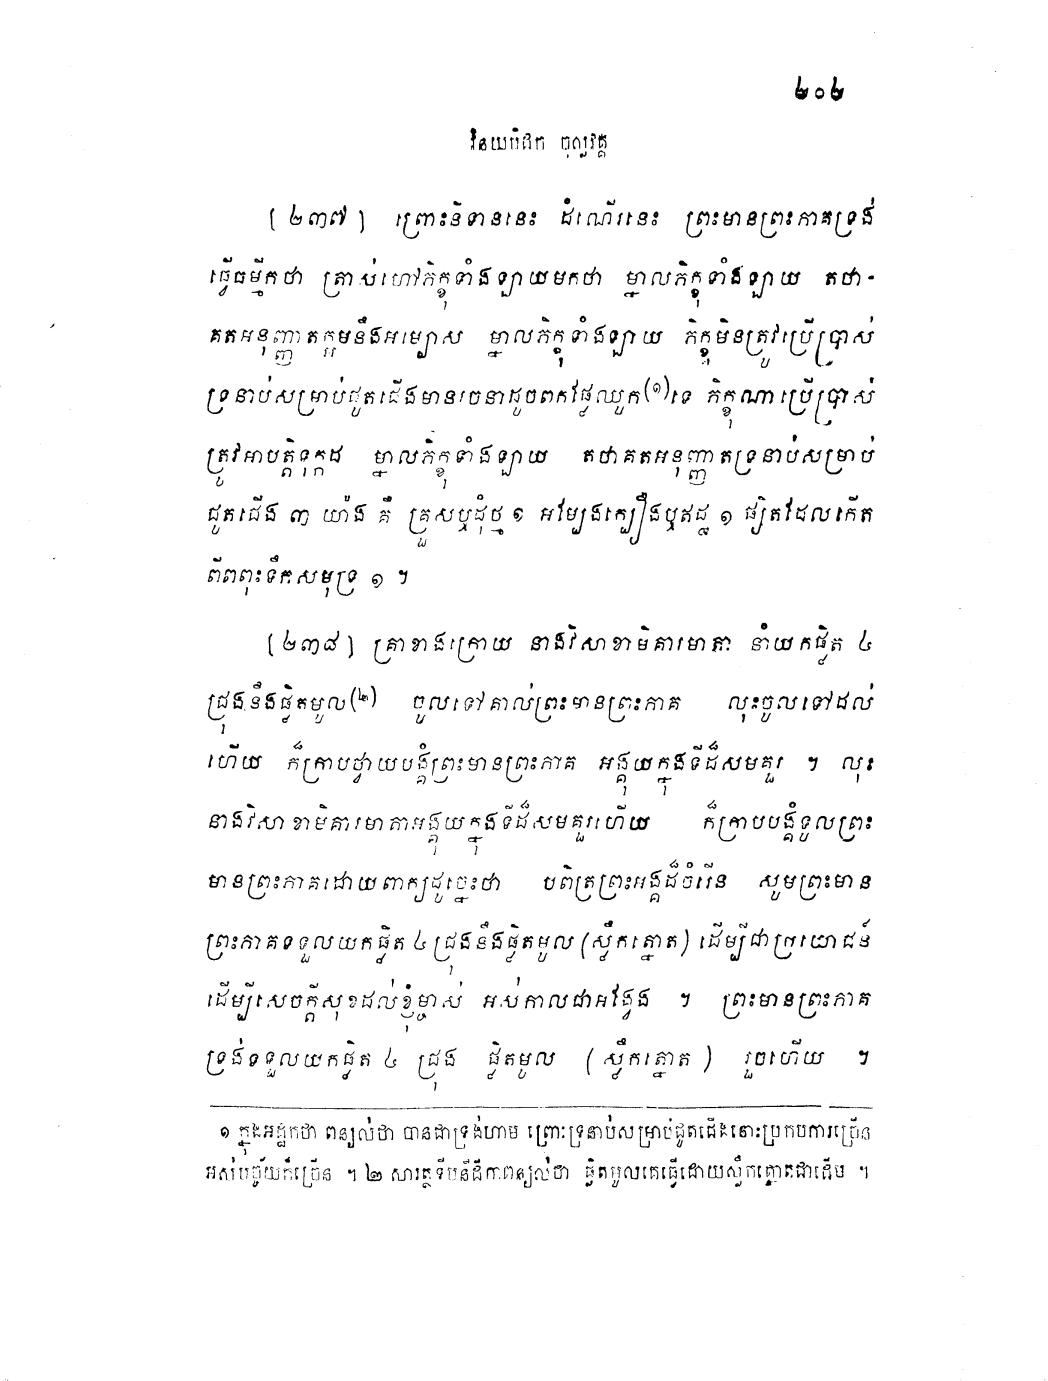 ២០២
វិនយបិដក ចុល្លវគ្គ
[២៣៧] ព្រោះនិទាននេះ ដំណើរនេះ ព្រះមានព្រះភាគទ្រង់
ធ្វើធម្មីកថា ត្រាស់ហៅភិក្ខុទាំងឡាយមកថា ម្នាលភិក្ខុទាំងឡាយ តថា-
គតអនុញ្ញាតក្អមនឹងអម្បោស ម្នាលភិក្ខុទាំងឡាយ ភិក្ខុមិនត្រូវប្រើប្រាស់
ទ្រនាប់សម្រាប់ជូតជើងមានរចនាដូចពកផ្លែឈូក(១)ទេ ភិក្ខុណាប្រើប្រាស់
ត្រូវអាបត្តិទុក្កដ ម្នាលភិក្ខុទាំងឡាយ តថាគតអនុញ្ញាតទ្រនាប់សម្រាប់
ជូតជើង ៣ យ៉ាង គឺ គ្រួសឬដុំថ្ម ១ អម្បែងក្បឿងឬឥដ្ឋ ១ ផ្សិតដែលកើត
ពីពពុះទឹកសមុទ្រ ១ ។
[២៣៨] គ្រាខាងក្រោយ នាងវិសាខាមិគារមាតា នាំយកផ្លិត ៤
ជ្រុងនឹងផ្លិតមូល(២) ចូលទៅគាល់ព្រះមានព្រះភាគ លុះចូលទៅដល់
ហើយ ក៏ក្រាបថ្វាយបង្គំព្រះមានព្រះភាគ អង្គុយក្នុងទីដ៏សមគួរ ។ លុះ
នាងវិសាខាមិគារមាតាអង្គុយក្នុងទីដ៏សមគួរហើយ ក៏ក្រាបបង្គំទូលព្រះ
មានព្រះភាគដោយពាក្យដូច្នេះថា បពិត្រព្រះអង្គដ៏ចំរើន សូមព្រះមាន
ព្រះភាគទទួលយកផ្លិត ៤ ជ្រុងនឹងផ្លិតមូល (ស្លឹកត្នោត) ដើម្បីជាប្រយោជន៍
ដើម្បីសេចក្តីសុខដល់ខ្ញុំម្ចាស់ អស់កាលជាអង្វែង ។ ព្រះមានព្រះភាគ
ទ្រង់ទទួលយកផ្លិត ៤ ជ្រុង ផ្លិតមូល (ស្លឹកត្នោត) រួចហើយ ។
១ ក្នុងអដ្ឋកថា ពន្យល់ថា បានជាទ្រង់ហាម ព្រោះទ្រនាប់សម្រាប់ជូតជើងនោះប្រកបការច្រើន
អស់បច្ច័យក៏ច្រើន ។ ២ សារត្ថទីបនីដីកាពន្យល់ថា ផ្លិតមូលគេធ្វើដោយស្លឹកត្នោតជាដើម ។